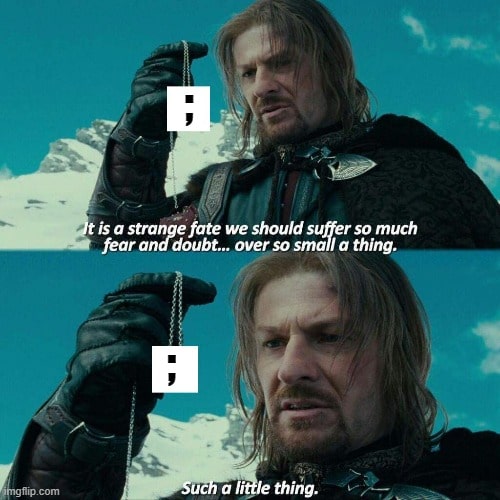 ;
It is a strange fate we should suffer so much
fear and doubt... over so small a thing.
;
Such a little thing.
imgflip.com